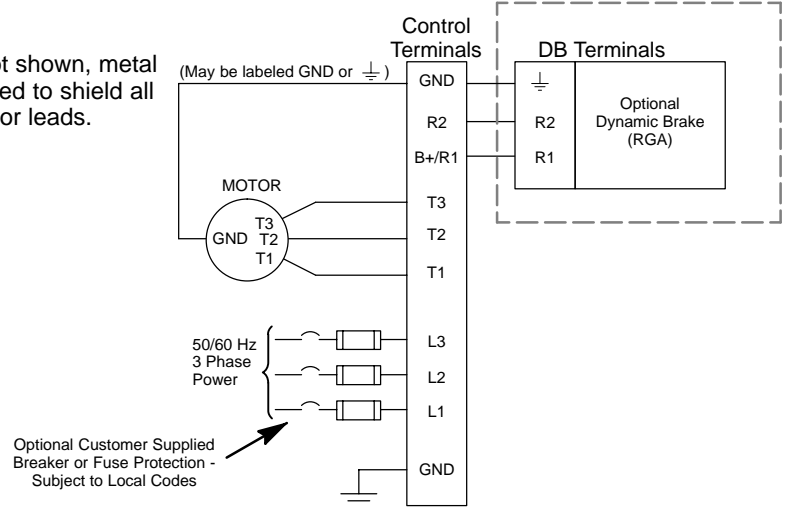 t shown, metal
ed to shield all
or leads.
Control
Terminals
DB Terminals
(May be labeled GND or ⏚)
GND
R2
B+/R1
T3
T2
T1
L3
L2
L1
GND
⏚
R2
R1
Optional
Dynamic Brake
(RGA)
MOTOR
GND
T3
T2
T1
50/60 Hz
3 Phase
Power
Optional Customer Supplied
Breaker or Fuse Protection -
Subject to Local Codes